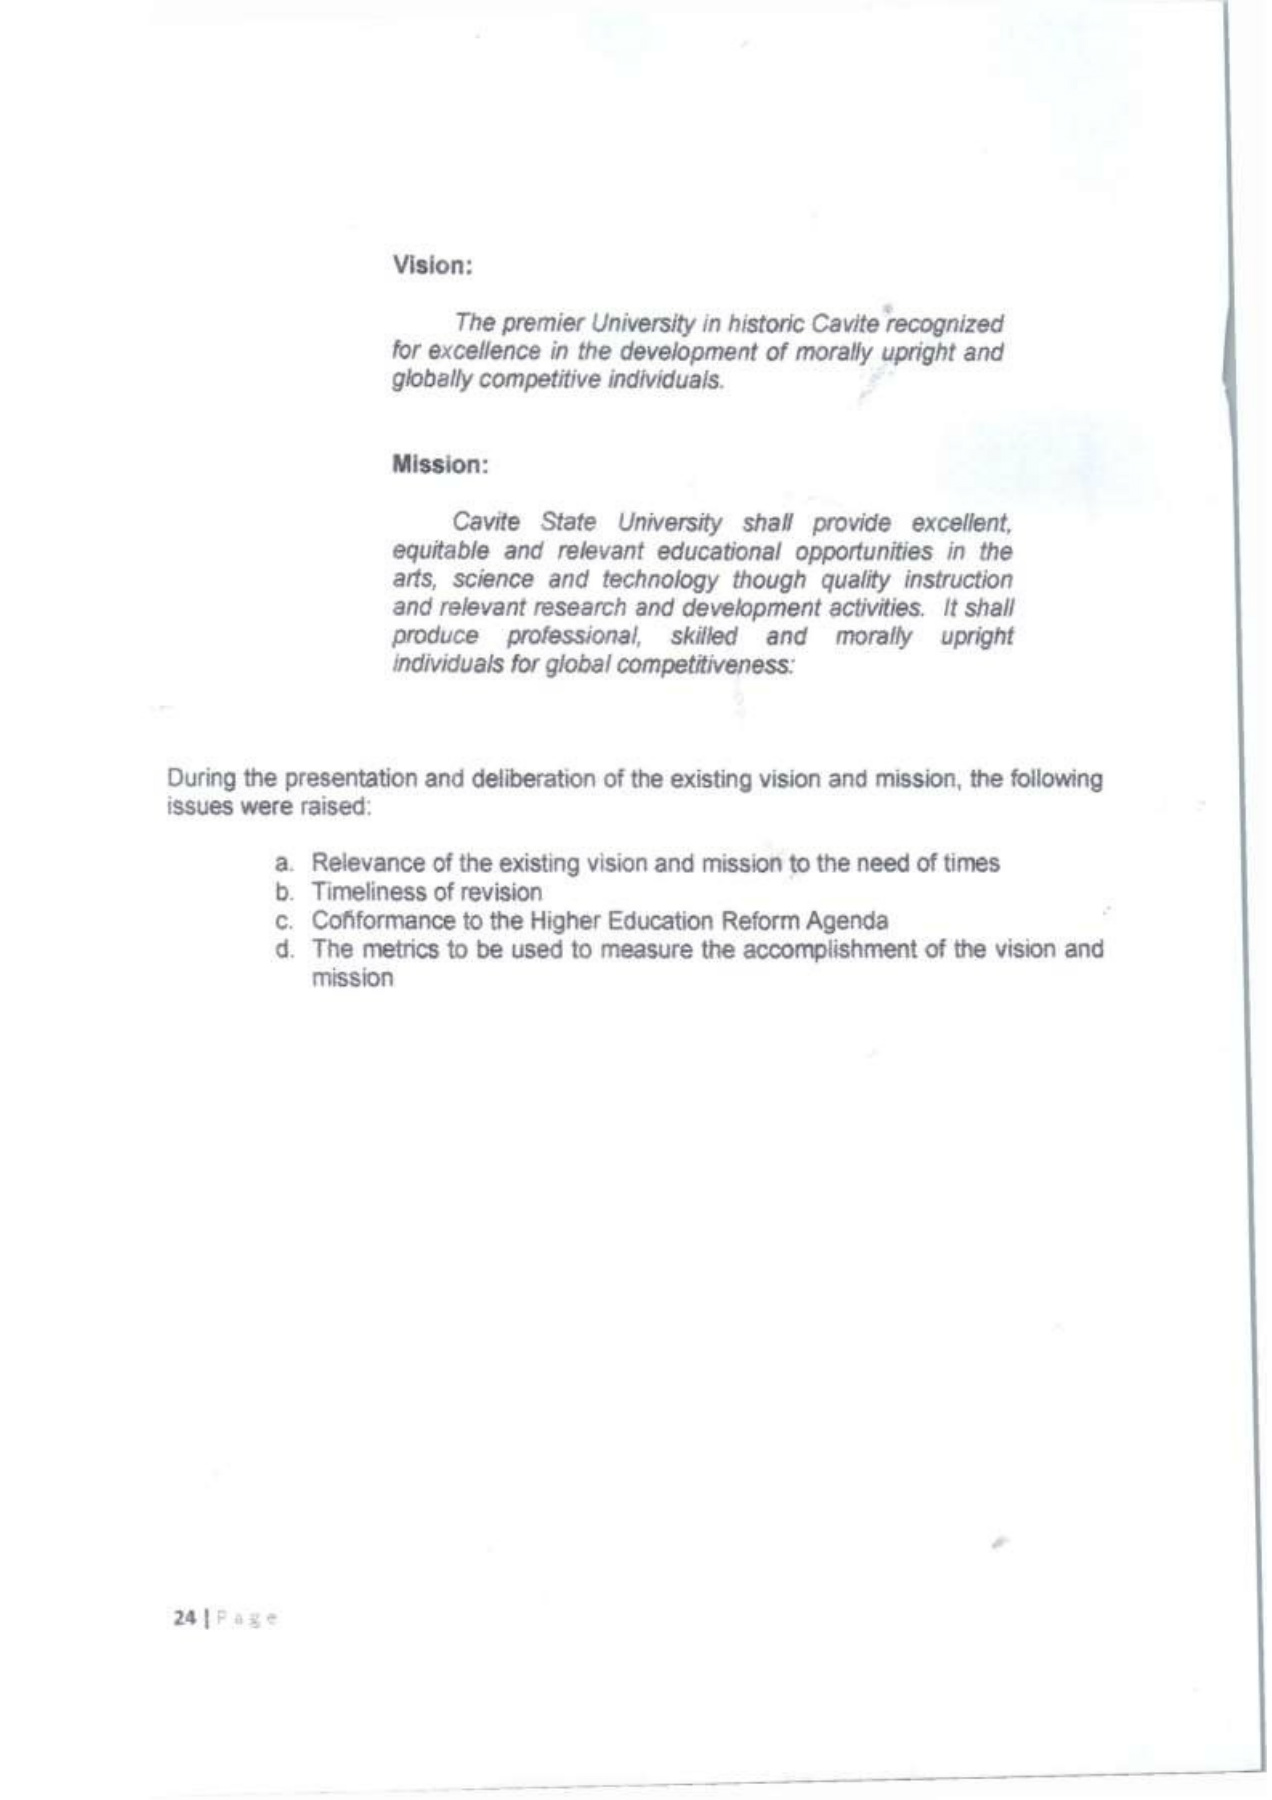 Vision:
The premier University in historic Cavite recognized
for excellence in the development of morally upright and
globally competitive individuals.
Mission:
Cavite State University shall provide excellent,
equitable and relevant educational opportunities in the
arts, science and technology though quality instruction
and relevant research and development activities. It shall
produce professional, skilled and morally upright
individuals for global competitiveness:
During the presentation and deliberation of the existing vision and mission, the following
issues were raised:
a. Relevance of the existing vision and mission to the need of times
b. Timeliness of revision
c. Conformance to the Higher Education Reform Agenda
d. The metrics to be used to measure the accomplishment of the vision and
mission
24 | Page